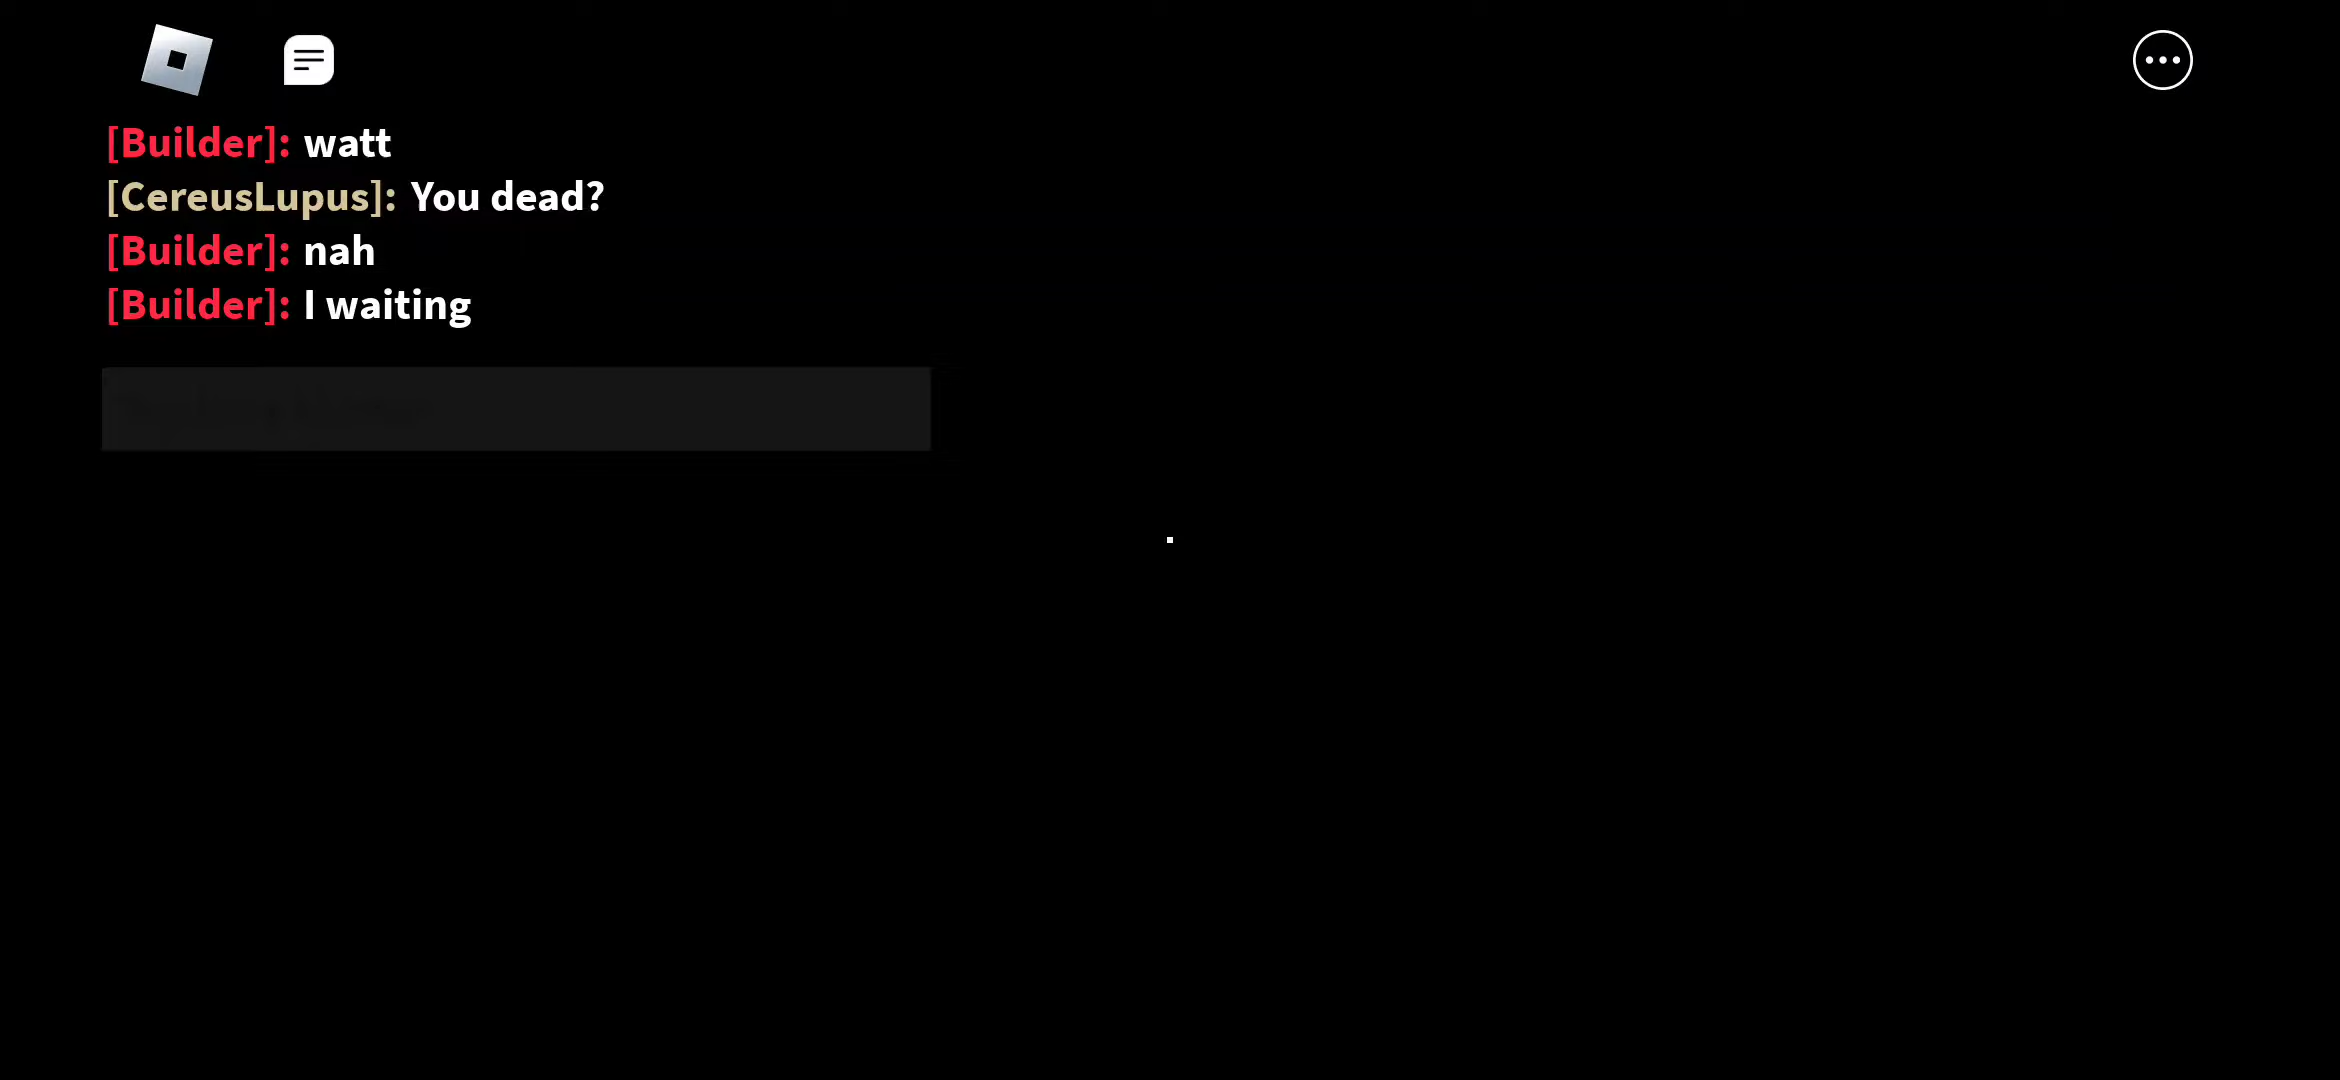 [Builder]: watt
[CereusLupus]: You dead?
[Builder]: nah
[Builder]: I waiting